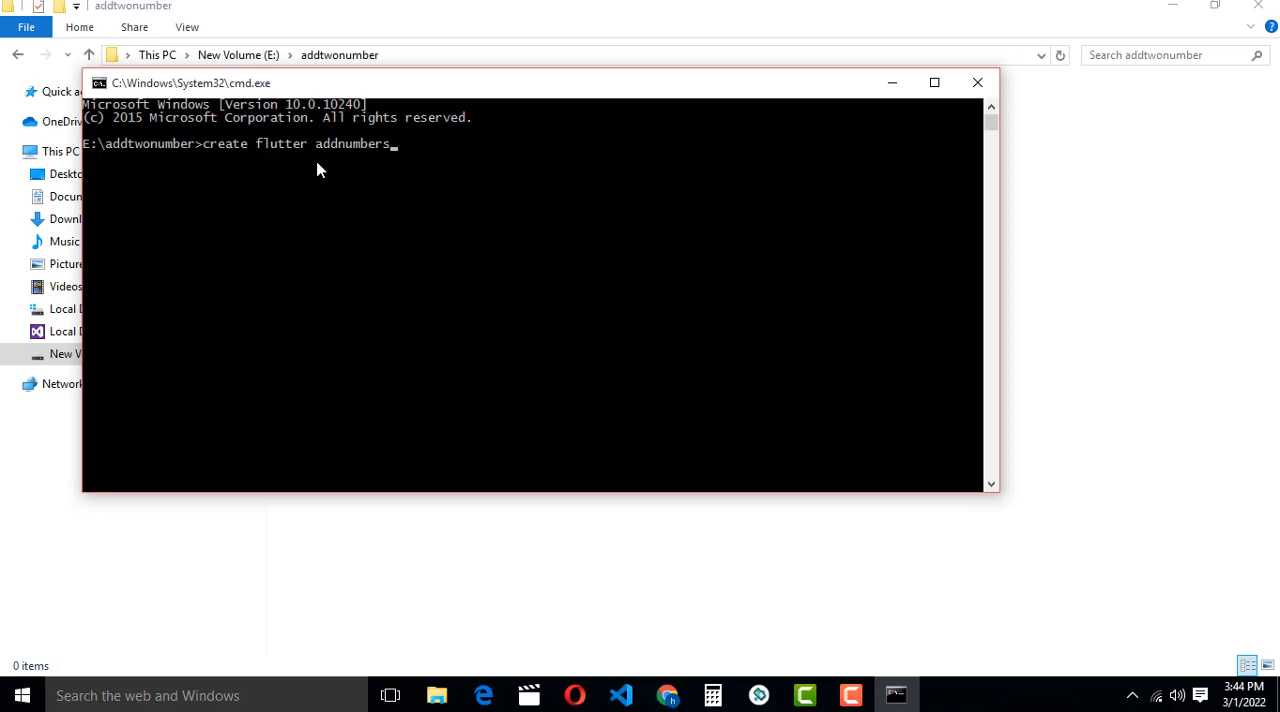 addtwonumber
File Home Share View
This PC New Volume (E:) addtwonumber
Search addtwonumber
C:\Windows\System32\cmd.exe
Microsoft Windows [Version 10.0.10240]
(c) 2015 Microsoft Corporation. All rights reserved.
E:\addtwonumber>create flutter addnumbers_
Quick a
OneDriv
This PC
Deskto
Docum
Downl
Music
Picture
Videos
Local D
Local D
New V
Network
0 items
Search the web and Windows
3:44 PM
3/1/2022